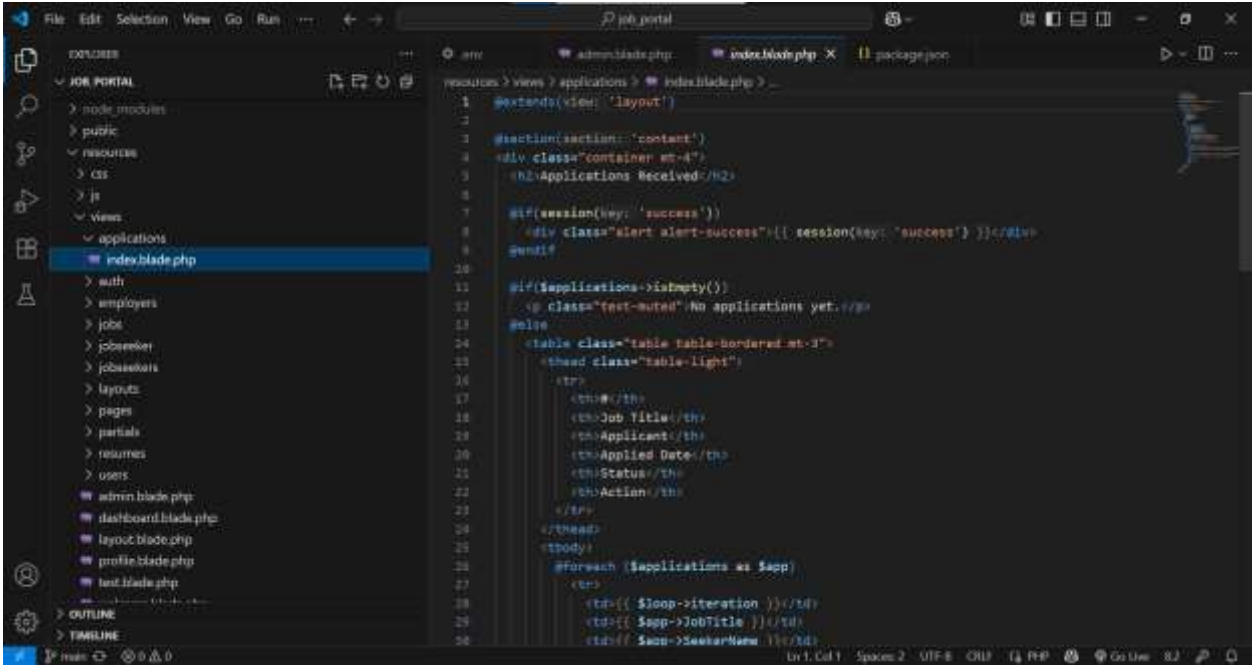 File Edit Selection View Go Run ... job_portal
EXPLORER ...
JOB PORTAL
> node_modules
> public
resources
> css
> js
views
applications
index.blade.php
> auth
> employers
> jobs
> jobseeker
> jobseekers
> layouts
> pages
> partials
> resumes
> users
admin.blade.php
dashboard.blade.php
layout.blade.php
profile.blade.php
test.blade.php
> OUTLINE
> TIMELINE
.env admin.blade.php index.blade.php package.json
resources > views > applications > index.blade.php > ...
1 @extends(view: 'layout')
2
3 @section(section: 'content')
4 <div class="container mt-4">
5 <h2>Applications Received</h2>
6
7 @if(session(key: 'success'))
8 <div class="alert alert-success">{{ session(key: 'success') }}</div>
9 @endif
10
11 @if($applications->isEmpty())
12 <p class="text-muted">No applications yet.</p>
13 @else
14 <table class="table table-bordered mt-3">
15 <thead class="table-light">
16 <tr>
17 <th>#</th>
18 <th>Job Title</th>
19 <th>Applicant</th>
20 <th>Applied Date</th>
21 <th>Status</th>
22 <th>Action</th>
23 </tr>
24 </thead>
25 <tbody>
26 @foreach ($applications as $app)
27 <tr>
28 <td>{{ $loop->iteration }}</td>
29 <td>{{ $app->JobTitle }}</td>
30 <td>{{ $app->SeekerName }}</td>
main 0 0 Ln 1, Col 1 Spaces: 2 UTF-8 CRLF PHP Go Live 8.2